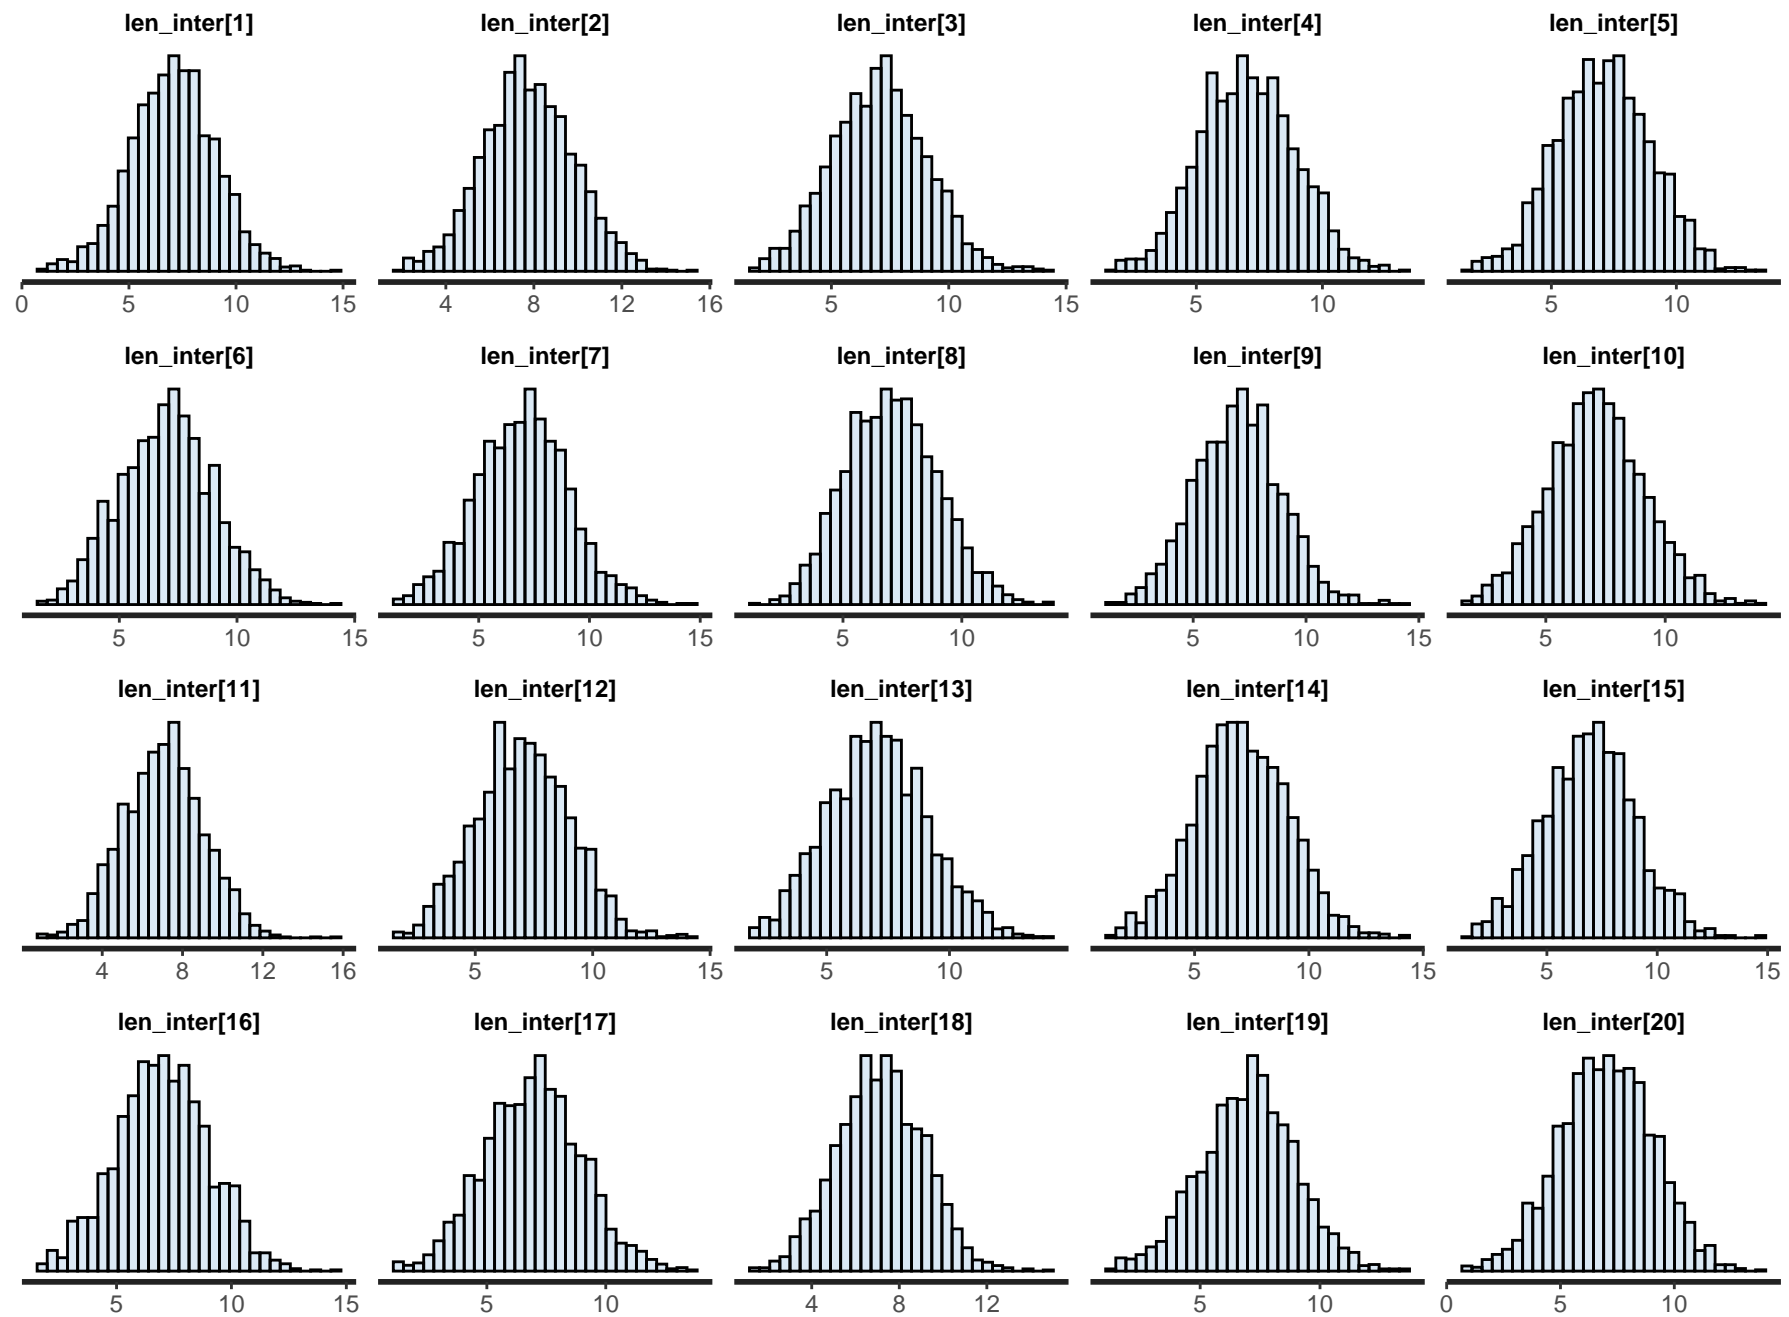 len_inter[1] len_inter[2] len_inter[3] len_inter[4] len_inter[5]
0 5 10 15 4 8 12 16 5 10 15 5 10 5 10
len_inter[6] len_inter[7] len_inter[8] len_inter[9] len_inter[10]
5 10 15 5 10 15 5 10 5 10 15 5 10
len_inter[11] len_inter[12] len_inter[13] len_inter[14] len_inter[15]
4 8 12 16 5 10 15 5 10 5 10 15 5 10 15
len_inter[16] len_inter[17] len_inter[18] len_inter[19] len_inter[20]
5 10 15 5 10 4 8 12 5 10 0 5 10